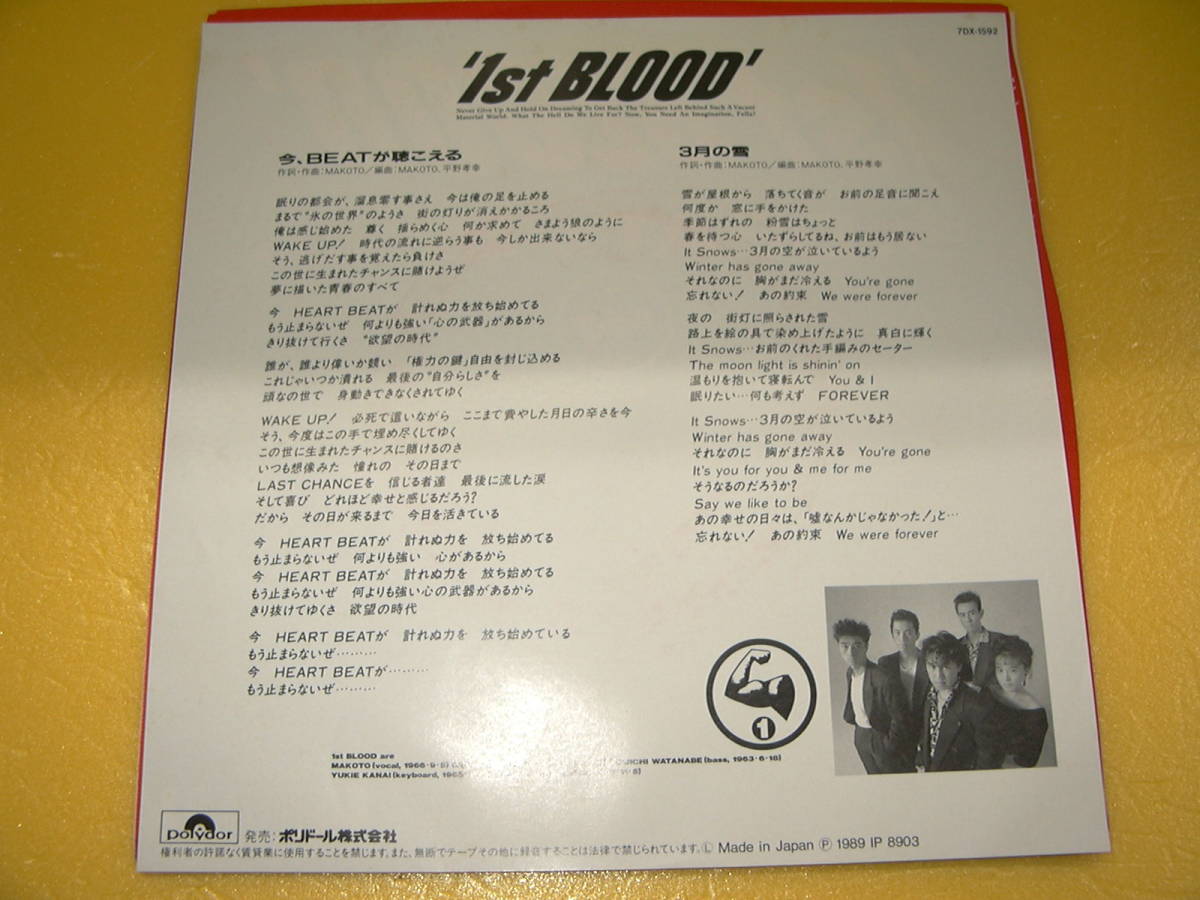 7DX-1592
'1st BLOOD'
Never Give Up And Hold On Dreaming To Get Back The Treasure Left Behind Such A Vacant
Material World. What The Hell Do We Live For? Now, You Need An Imagination, Fella!
今、BEATが聴こえる
作詞・作曲:MAKOTO/編曲:MAKOTO、平野孝幸
眠りの都会が、溜息零す事さえ 今は俺の足を止める
まるで"氷の世界"のようさ 街の灯りが消えかかるころ
俺は感じ始めた 尊く 揺らめく心 何か求めて さまよう狼のように
WAKE UP! 時代の流れに逆らう事も 今しか出来ないなら
そう、逃げだす事を覚えたら負けさ
この世に生まれたチャンスに賭けようぜ
夢に描いた青春のすべて
今 HEART BEATが 計れぬ力を放ち始めてる
もう止まらないぜ 何よりも強い「心の武器」があるから
きり抜けて行くさ "欲望の時代"
誰が、誰より偉いか競い 「権力の鍵」自由を封じ込める
これじゃいつか潰れる 最後の"自分らしさ"を
頭なの世で 身動きできなくされてゆく
WAKE UP! 必死で這いながら ここまで費やした月日の辛さを今
そう、今度はこの手で埋め尽くしてゆく
この世に生まれたチャンスに賭けるのさ
いつも想像みた 憧れの その日まで
LAST CHANCEを 信じる者達 最後に流した涙
そして喜び どれほど幸せと感じるだろう?
だから その日が来るまで 今日を活きている
今 HEART BEATが 計れぬ力を 放ち始めてる
もう止まらないぜ 何よりも強い 心があるから
今 HEART BEATが 計れぬ力を 放ち始めてる
もう止まらないぜ 何よりも強い心の武器があるから
きり抜けてゆくさ 欲望の時代
今 HEART BEATが 計れぬ力を 放ち始めている
もう止まらないぜ………
今 HEART BEATが………
もう止まらないぜ………
3月の雪
作詞・作曲:MAKOTO/編曲:MAKOTO、平野孝幸
雪が屋根から 落ちてく音が お前の足音に聞こえ
何度か 窓に手をかけた
季節はずれの 粉雪はちょっと
春を待つ心 いたずらしてるね、お前はもう居ない
It Snows…3月の空が泣いているよう
Winter has gone away
それなのに 胸がまだ冷える You're gone
忘れない! あの約束 We were forever
夜の 街灯に照らされた雪
路上を絵の具で染め上げたように 真白に輝く
It Snows…お前のくれた手編みのセーター
The moon light is shinin' on
温もりを抱いて寝転んで You & I
眠りたい…何も考えず FOREVER
It Snows…3月の空が泣いているよう
Winter has gone away
それなのに 胸がまだ冷える You're gone
It's you for you & me for me
そうなるのだろうか?
Say we like to be
あの幸せの日々は、「嘘なんかじゃなかった!」と…
忘れない! あの約束 We were forever
1
1st BLOOD are
MAKOTO(vocal, 1966・9・8) ICHI WATANABE(bass, 1963・6・18)
YUKIE KANAI(keyboard, 1965
polydor 発売:ポリドール株式会社
権利者の許諾なく賃貸業に使用することを禁じます。また、無断でテープその他に録音することは法律で禁じられています。Ⓛ Made in Japan Ⓟ 1989 IP 8903